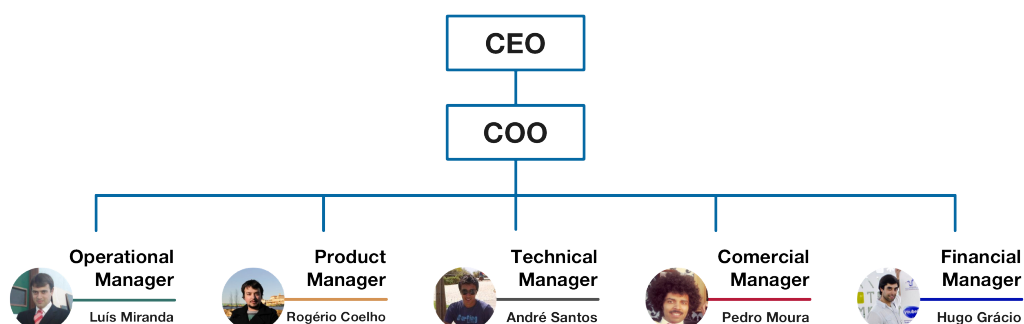 CEO
COO
Operational
Manager
Luís Miranda
Product
Manager
Rogério Coelho
Technical
Manager
André Santos
Comercial
Manager
Pedro Moura
Financial
Manager
Hugo Grácio